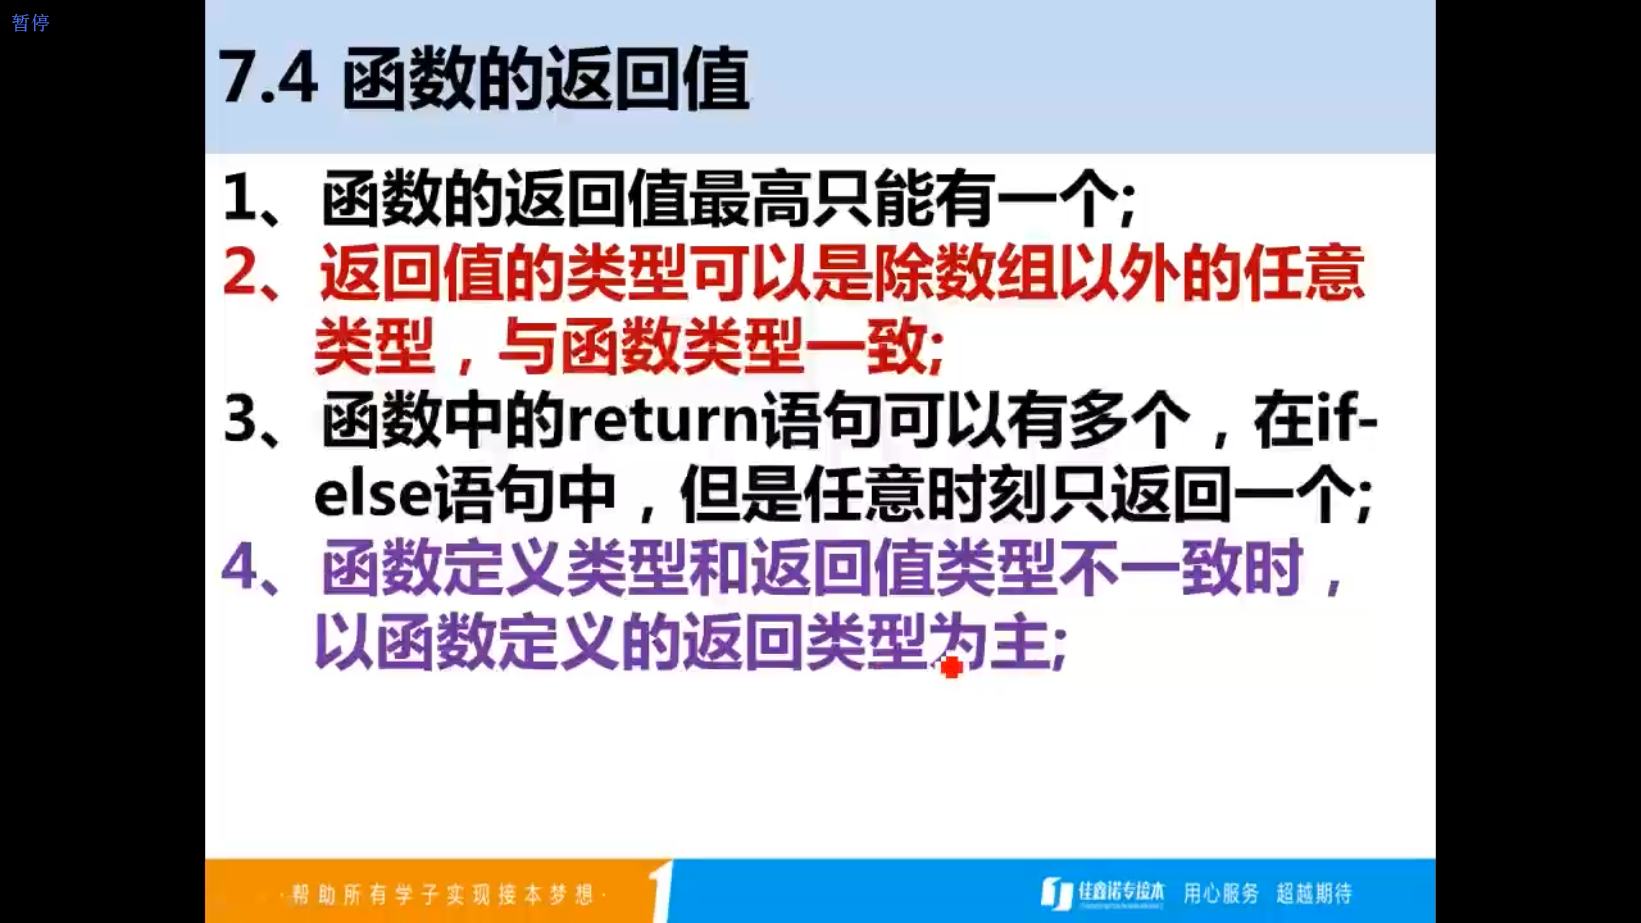 暂停
7.4 函数的返回值
1、 函数的返回值最高只能有一个;
2、 返回值的类型可以是除数组以外的任意
类型，与函数类型一致;
3、 函数中的return语句可以有多个，在if-
else语句中，但是任意时刻只返回一个;
4、 函数定义类型和返回值类型不一致时，
以函数定义的返回类型为主;
·帮助所有学子实现接本梦想·
佳鑫诺专接本 用心服务 超越期待